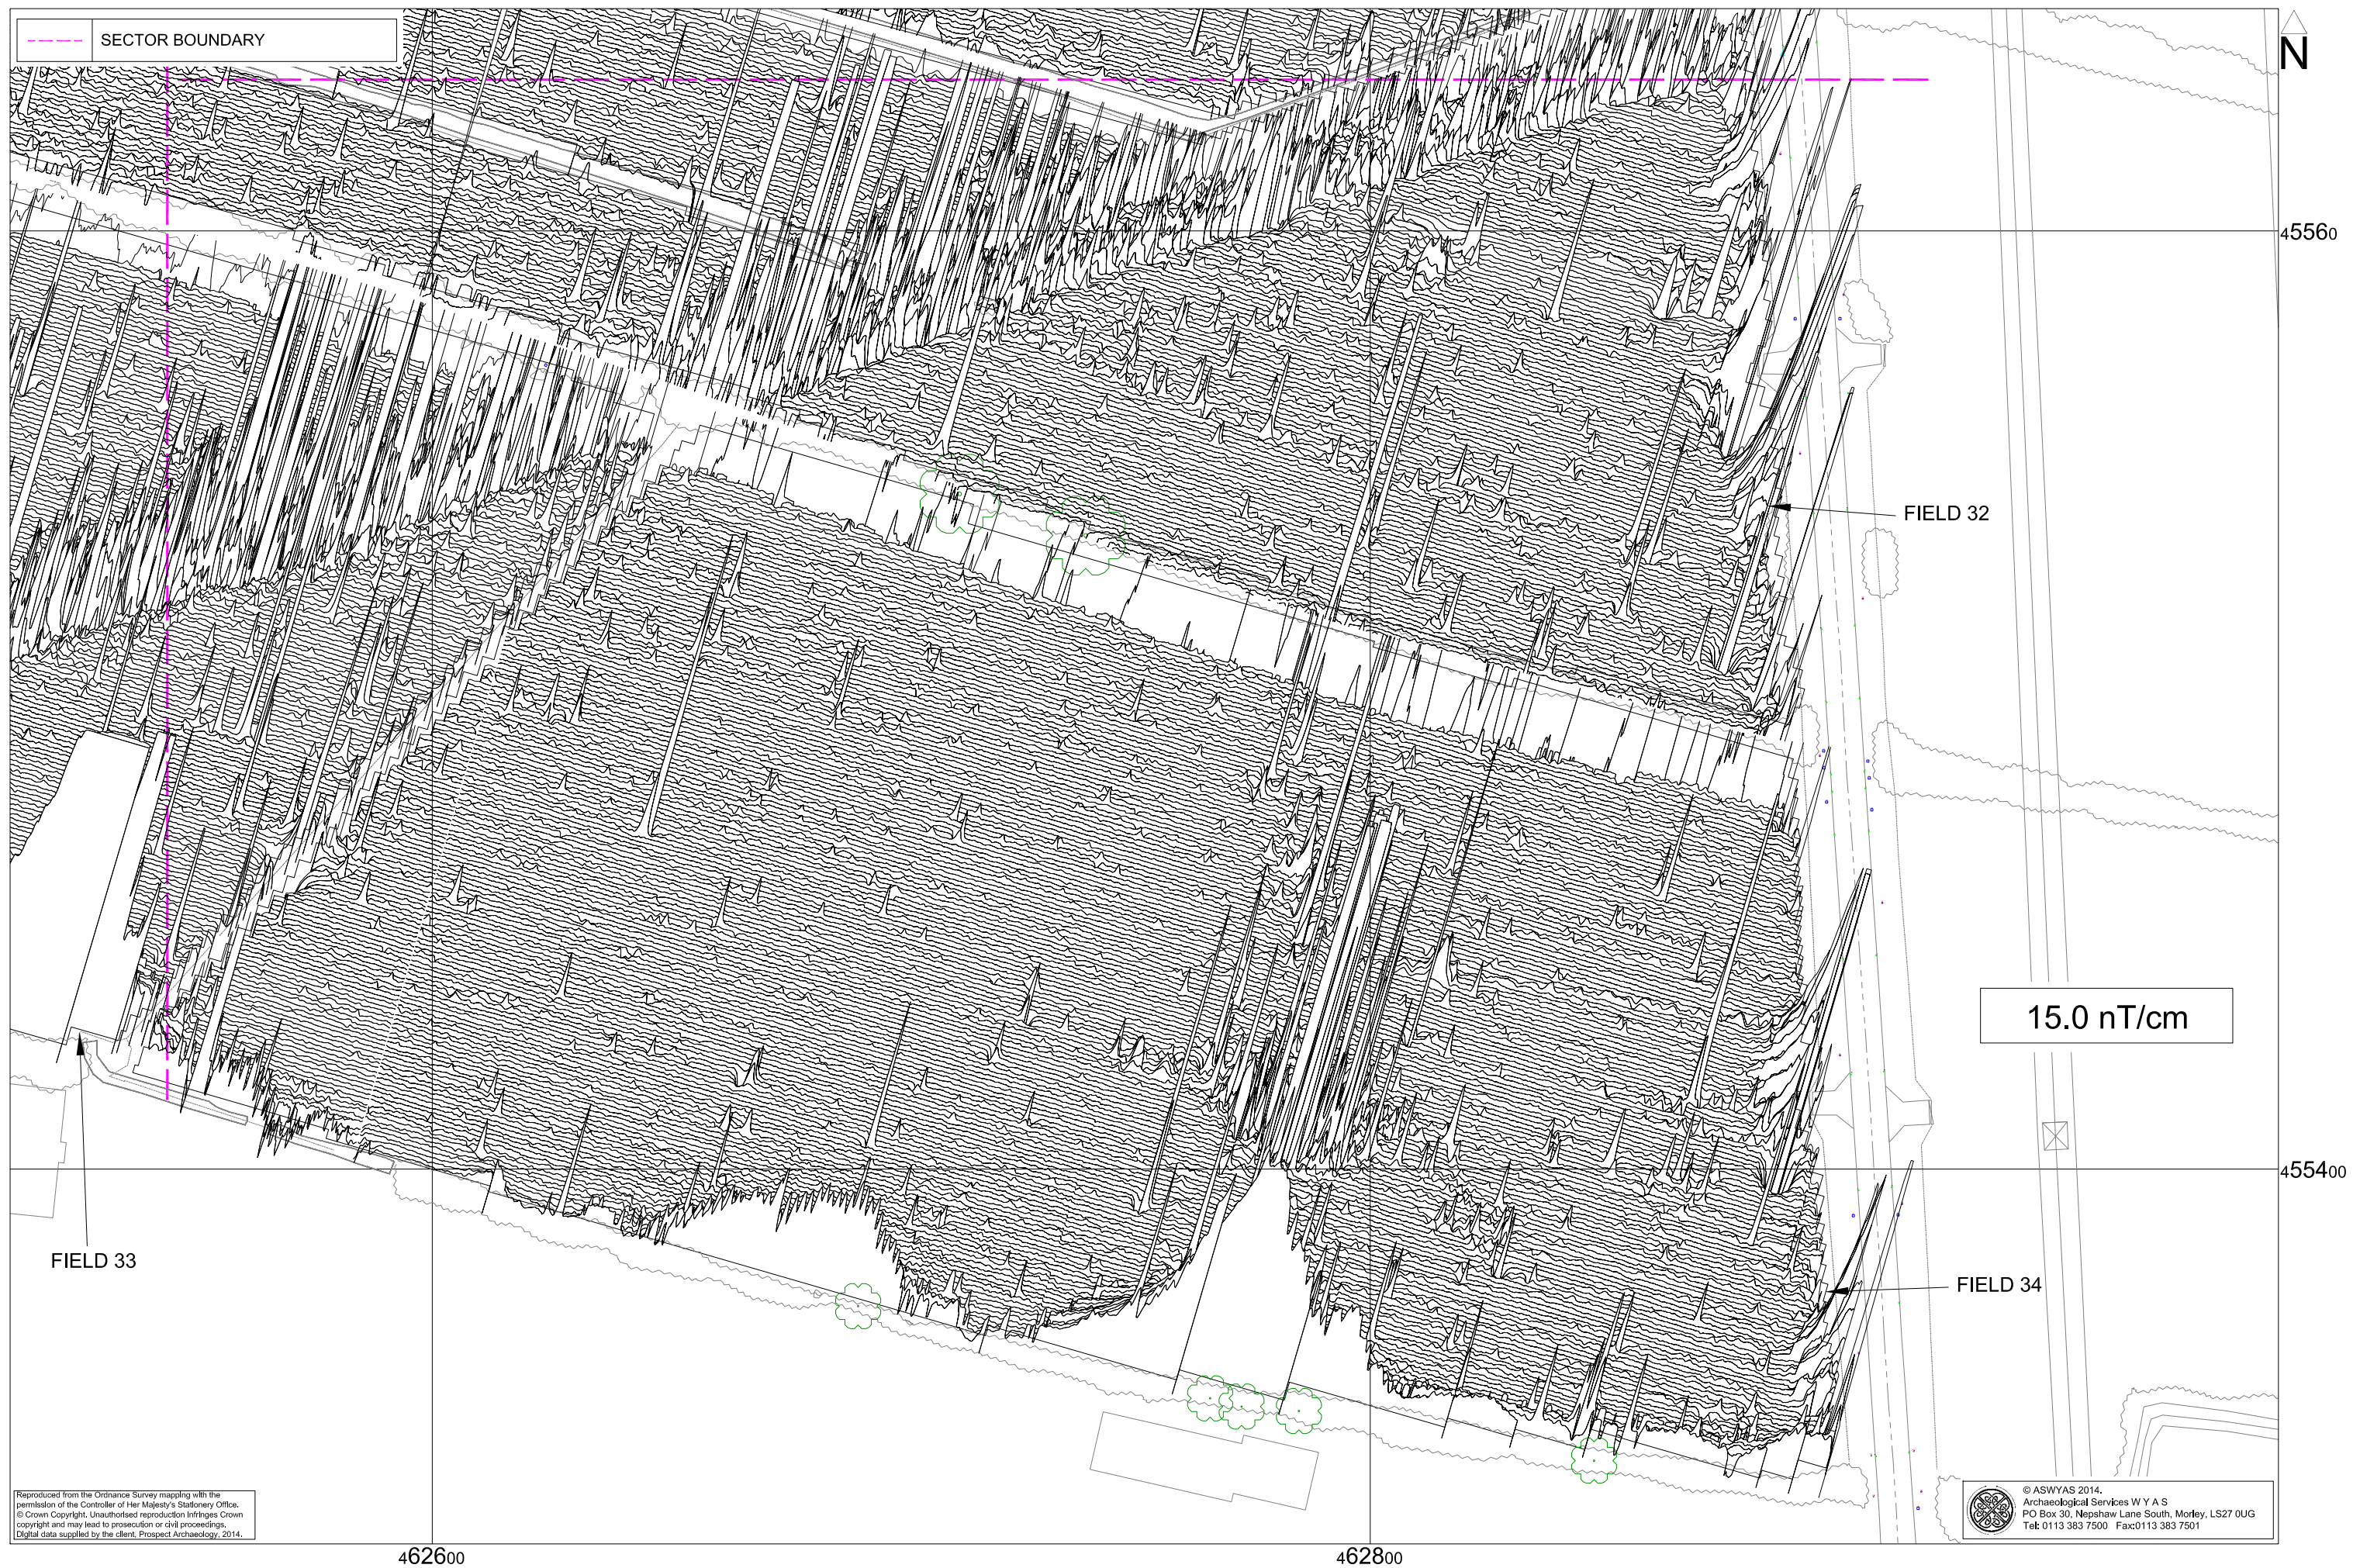 SECTOR BOUNDARY
N
45560
FIELD 32
15.0 nT/cm
455400
FIELD 33
FIELD 34
Reproduced from the Ordnance Survey mapping with the
permission of the Controller of Her Majesty's Stationery Office.
© Crown Copyright. Unauthorised reproduction infringes Crown
copyright and may lead to prosecution or civil proceedings.
Digital data supplied by the client, Prospect Archaeology, 2014.
© ASWYAS 2014.
Archaeological Services W Y A S
PO Box 30, Nepshaw Lane South, Morley, LS27 0UG
Tel: 0113 383 7500 Fax:0113 383 7501
462600
462800